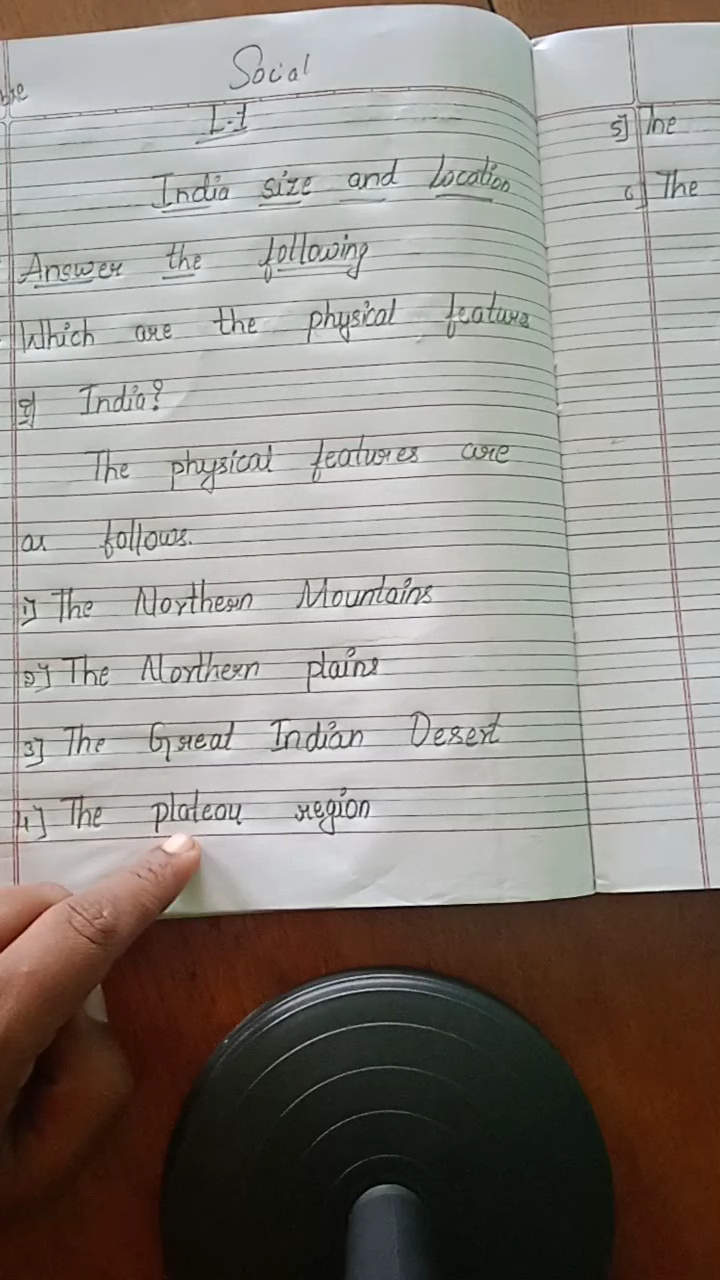 Social
L-1
India size and Location
Answer the following
Which are the physical feature
of India?
The physical features are
as follows.
1] The Northern Mountains
2] The Northern plains
3] The Great Indian Desert
4] The plateau region
5] The
6] The